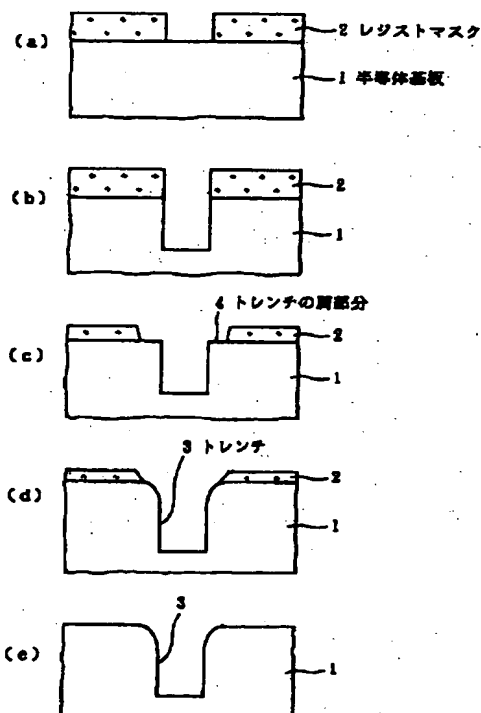 (a)
2 レジストマスク
1 半導体基板
(b)
2
1
4 トレンチの肩部分
(c)
2
1
3 トレンチ
(d)
2
1
3
(e)
1